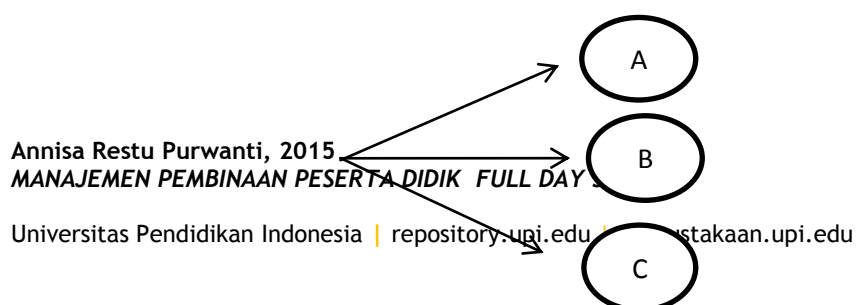 A
Annisa Restu Purwanti, 2015
B
MANAJEMEN PEMBINAAN PESERTA DIDIK FULL DAY
Universitas Pendidikan Indonesia | repository.upi.edu
C